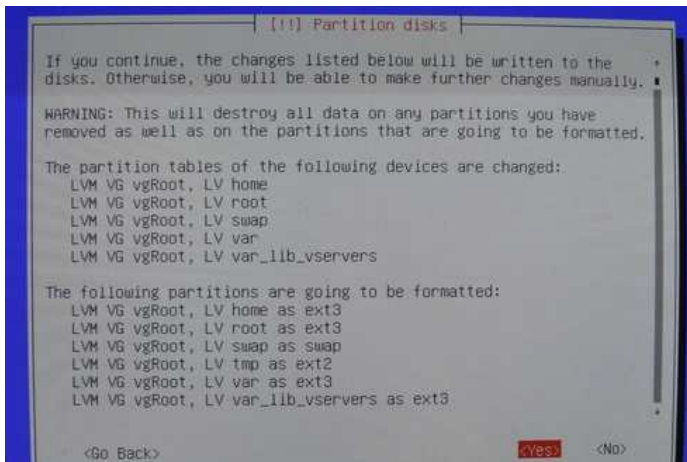 [!!] Partition disks
If you continue, the changes listed below will be written to the
disks. Otherwise, you will be able to make further changes manually.
WARNING: This will destroy all data on any partitions you have
removed as well as on the partitions that are going to be formatted.
The partition tables of the following devices are changed:
LVM VG vgRoot, LV home
LVM VG vgRoot, LV root
LVM VG vgRoot, LV swap
LVM VG vgRoot, LV var
LVM VG vgRoot, LV var_lib_vservers
The following partitions are going to be formatted:
LVM VG vgRoot, LV home as ext3
LVM VG vgRoot, LV root as ext3
LVM VG vgRoot, LV swap as swap
LVM VG vgRoot, LV tmp as ext2
LVM VG vgRoot, LV var as ext3
LVM VG vgRoot, LV var_lib_vservers as ext3
<Go Back> <Yes> <No>